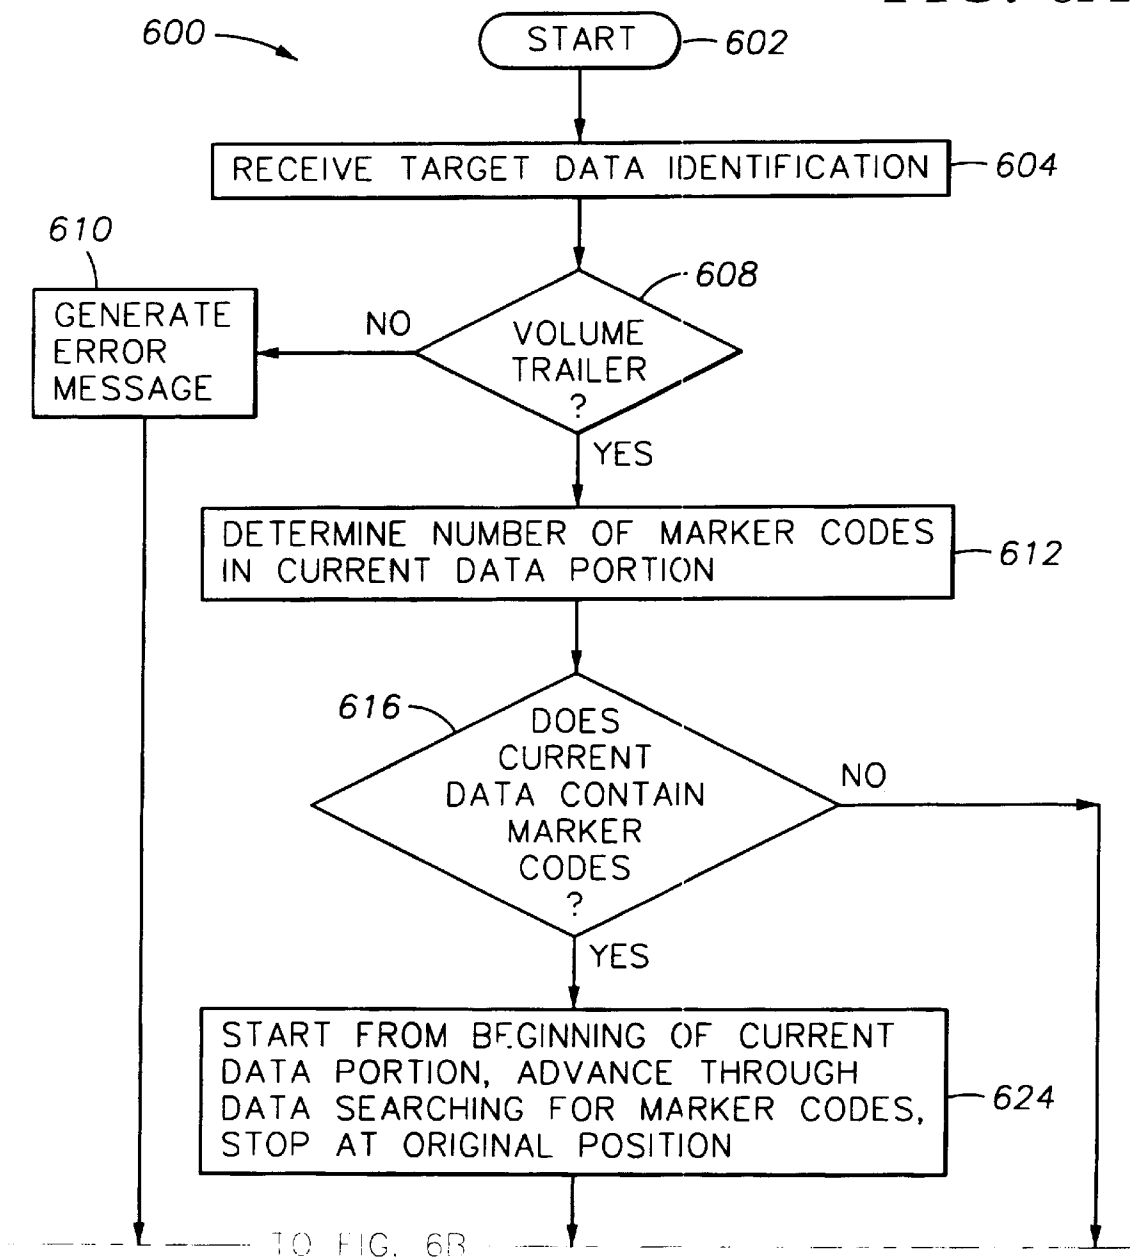 600
START
602
RECEIVE TARGET DATA IDENTIFICATION
604
610
608
GENERATE
ERROR
MESSAGE
NO
VOLUME
TRAILER
?
YES
DETERMINE NUMBER OF MARKER CODES
IN CURRENT DATA PORTION
612
616
DOES
CURRENT
DATA CONTAIN
MARKER
CODES
?
NO
YES
START FROM BEGINNING OF CURRENT
DATA PORTION, ADVANCE THROUGH
DATA SEARCHING FOR MARKER CODES,
STOP AT ORIGINAL POSITION
624
TO FIG. 6B